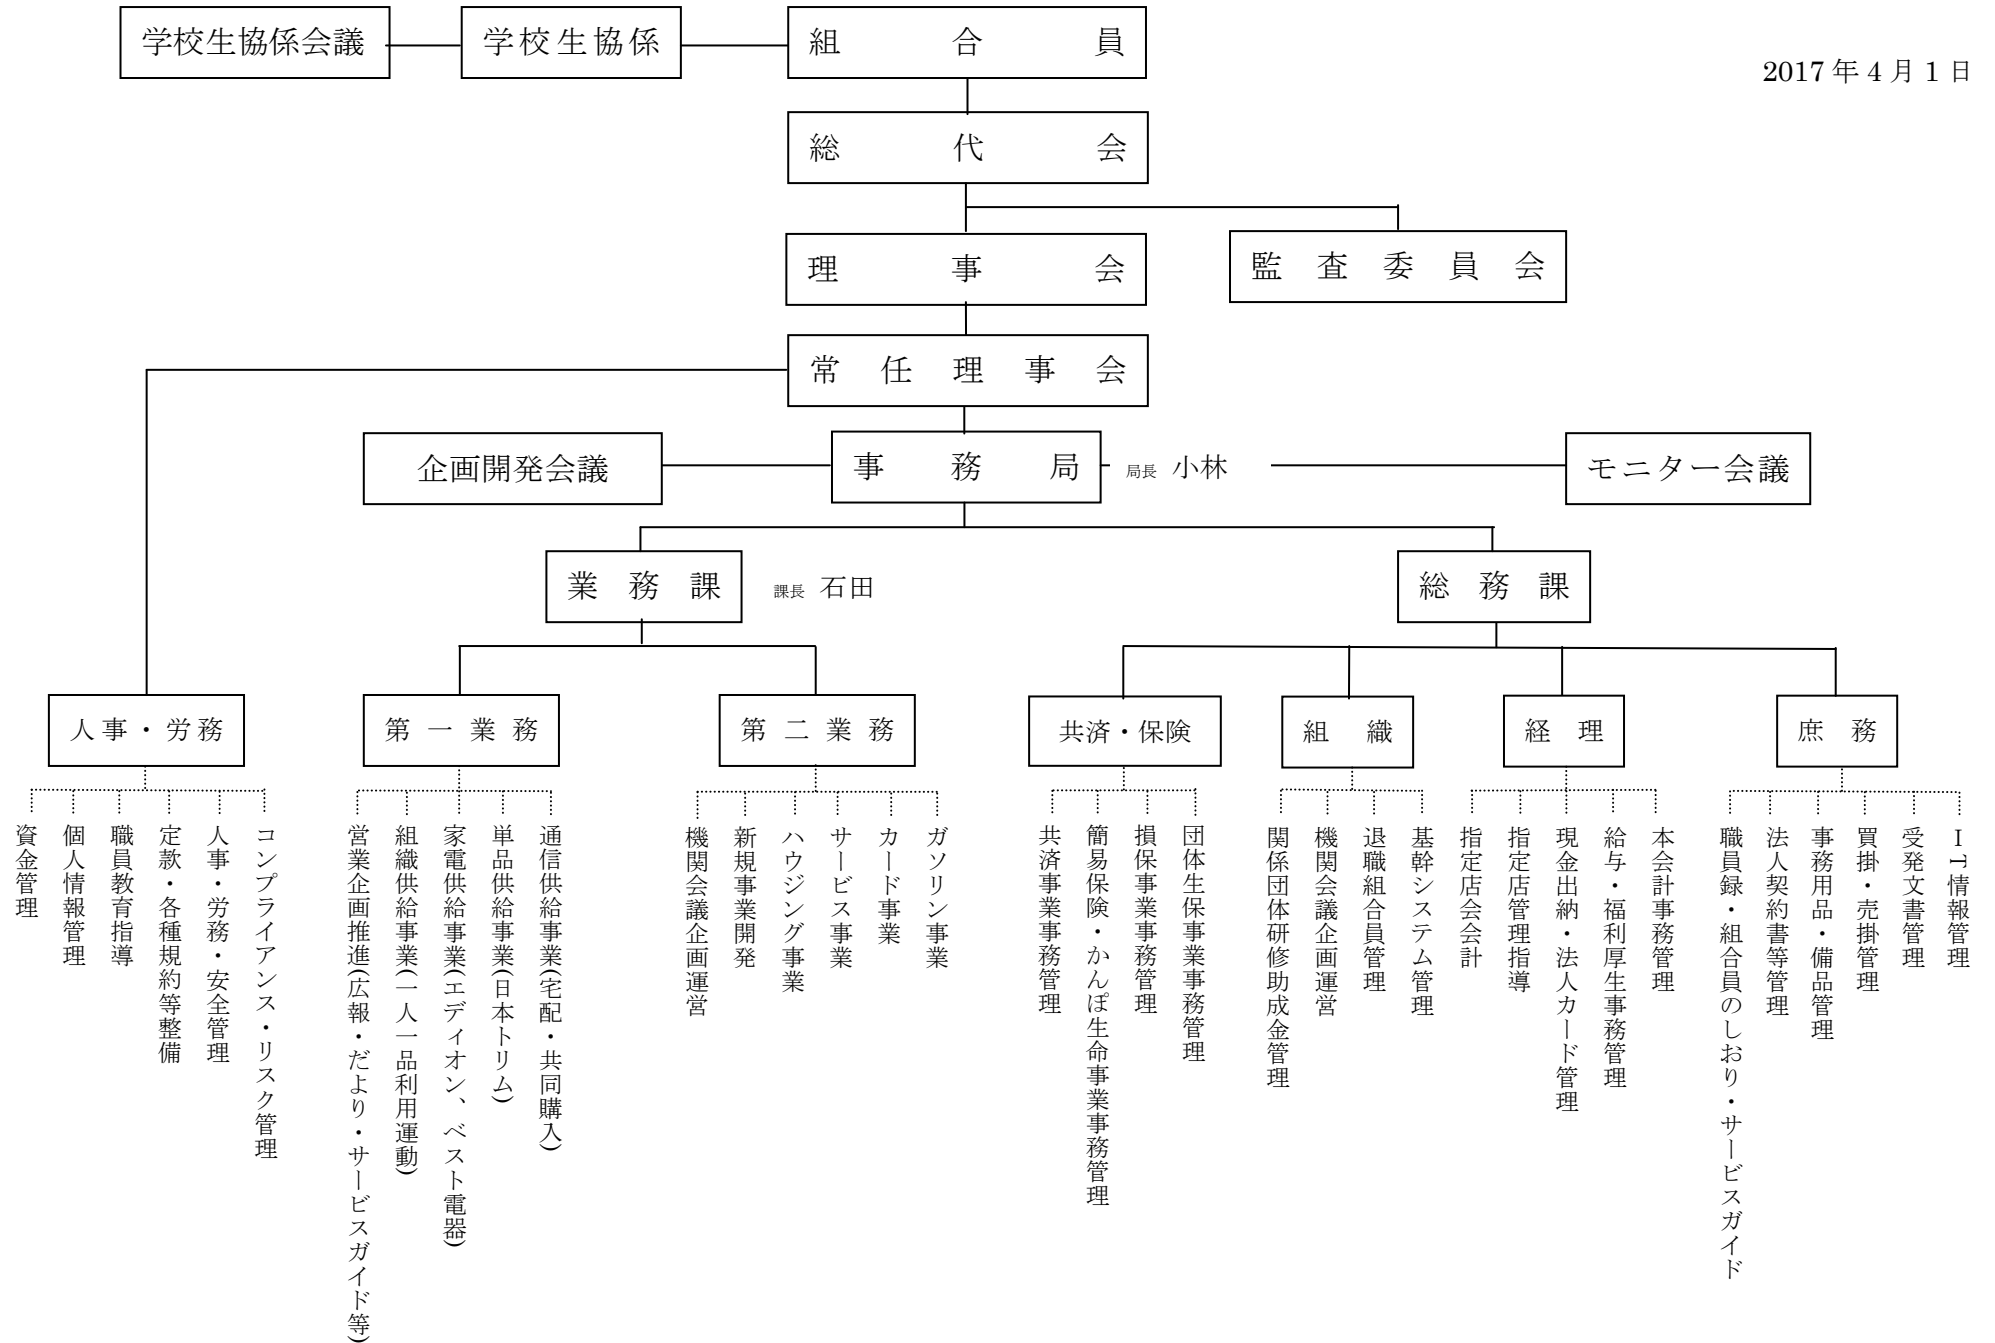 学校生協係会議
学校生協係
組合員
2017年4月1日
総代会
理事会
監査委員会
常任理事会
企画開発会議
事務局
局長 小林
モニター会議
業務課
課長 石田
総務課
人事・労務
第一業務
第二業務
共済・保険
組織
経理
庶務
資金管理
個人情報管理
職員教育指導
定款・各種規約等整備
人事・労務・安全管理
コンプライアンス・リスク管理
営業企画推進(広報・だより・サービスガイド等)
組織供給事業(一人一品利用運動)
家電供給事業(エディオン、ベスト電器)
単品供給事業(日本トリム)
通信供給事業(宅配・共同購入)
機関会議企画運営
新規事業開発
ハウジング事業
サービス事業
カード事業
ガソリン事業
共済事業事務管理
簡易保険・かんぽ生命事業事務管理
損保事業事務管理
団体生保事業事務管理
関係団体研修助成金管理
機関会議企画運営
退職組合員管理
基幹システム管理
指定店会会計
指定店管理指導
現金出納・法人カード管理
給与・福利厚生事務管理
本会計事務管理
職員録・組合員のしおり・サービスガイド
法人契約書等管理
事務用品・備品管理
買掛・売掛管理
受発文書管理
IT情報管理